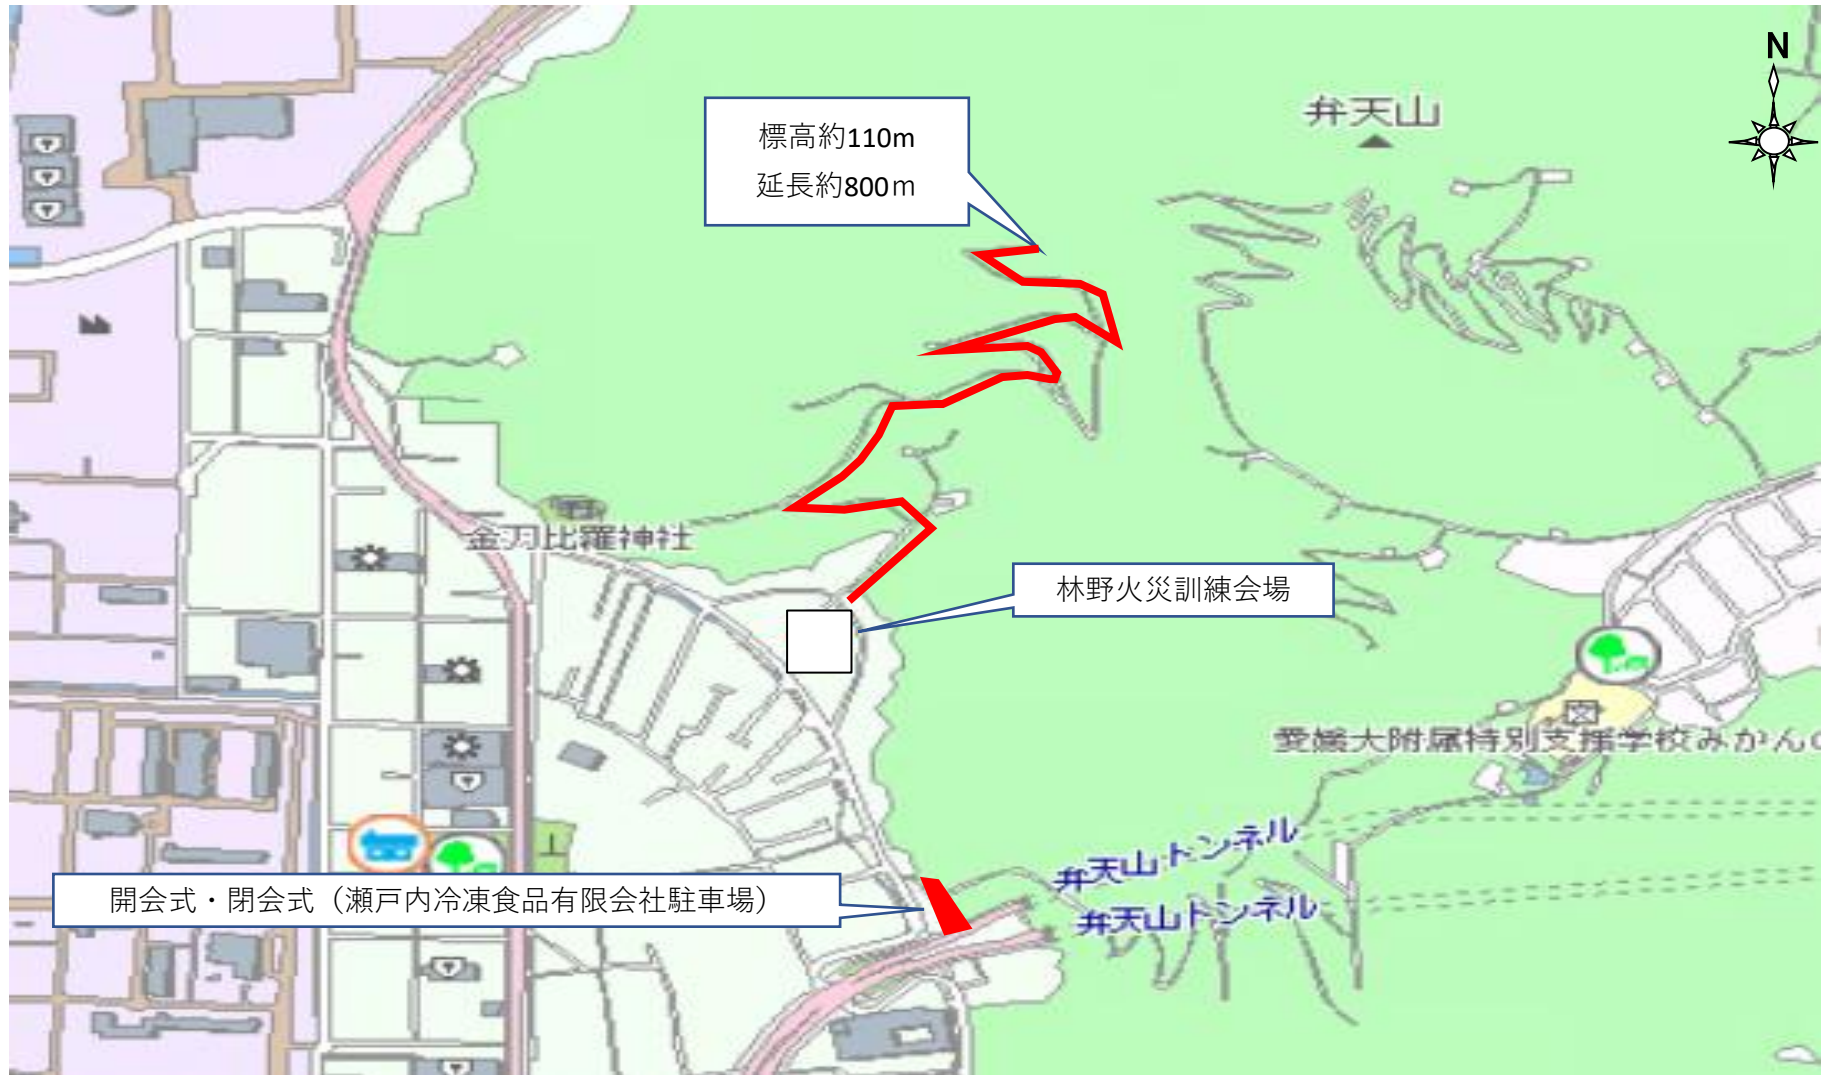 N
弁天山
標高約110m
延長約800m
金刀比羅神社
林野火災訓練会場
愛媛大附属特別支援学校みかんの
弁天山トンネル
弁天山トンネル
開会式・閉会式（瀬戸内冷凍食品有限会社駐車場）